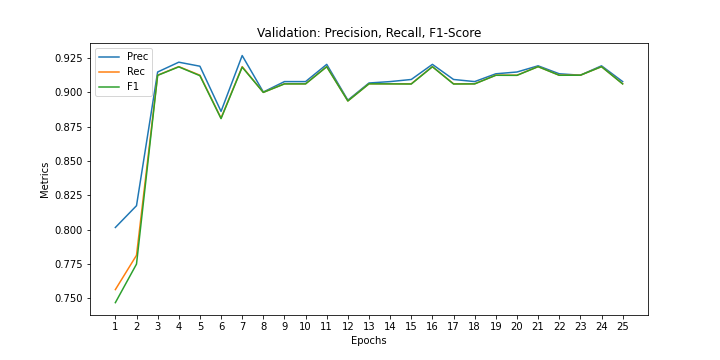 Validation: Precision, Recall, F1-Score
Prec
Rec
F1
Metrics
0.925
0.900
0.875
0.850
0.825
0.800
0.775
0.750
1 2 3 4 5 6 7 8 9 10 11 12 13 14 15 16 17 18 19 20 21 22 23 24 25
Epochs